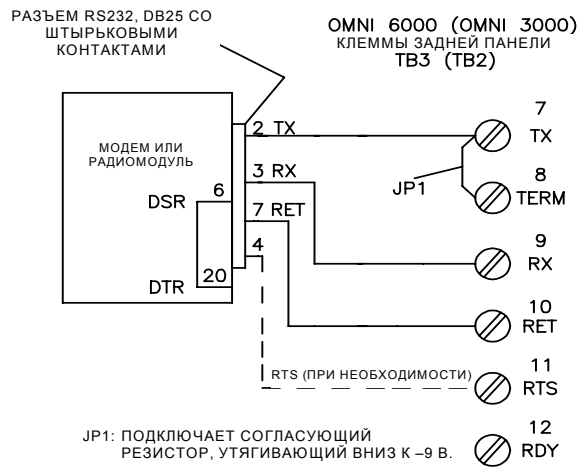 РАЗЪЕМ RS232, DB25 СО
ШТЫРЬКОВЫМИ
КОНТАКТАМИ
OMNI 6000 (OMNI 3000)
КЛЕММЫ ЗАДНЕЙ ПАНЕЛИ
TB3 (TB2)
МОДЕМ ИЛИ
РАДИОМОДУЛЬ
2 TX
7
TX
3 RX
JP1
8
TERM
6
DSR
7 RET
4
9
RX
20
DTR
10
RET
RTS (ПРИ НЕОБХОДИМОСТИ)
11
RTS
12
RDY
JP1: ПОДКЛЮЧАЕТ СОГЛАСУЮЩИЙ
РЕЗИСТОР, УТЯГИВАЮЩИЙ ВНИЗ К –9 В.